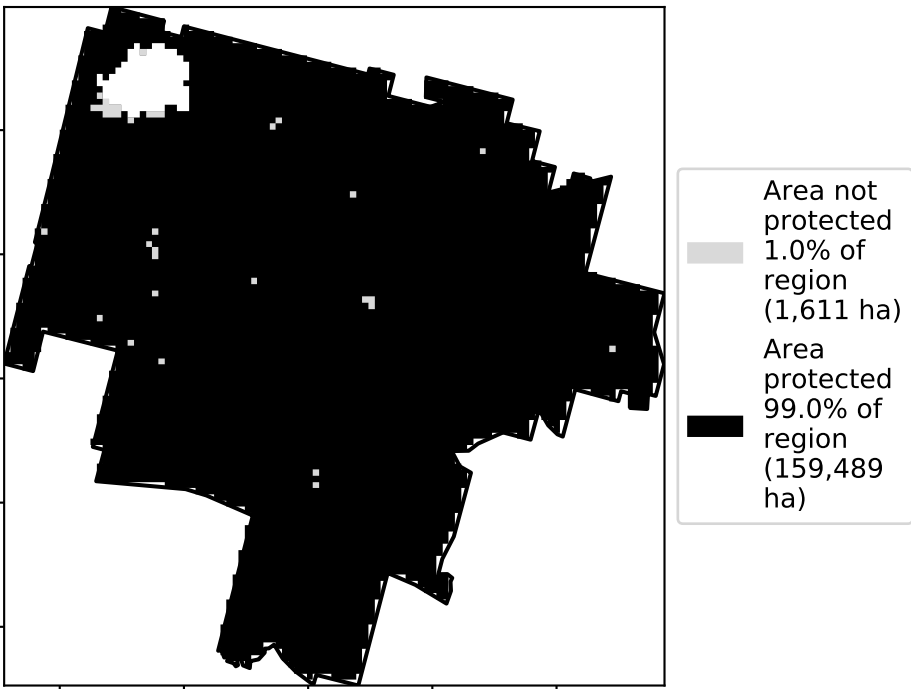 Area not
protected
1.0% of
region
(1,611 ha)
Area
protected
99.0% of
region
(159,489
ha)